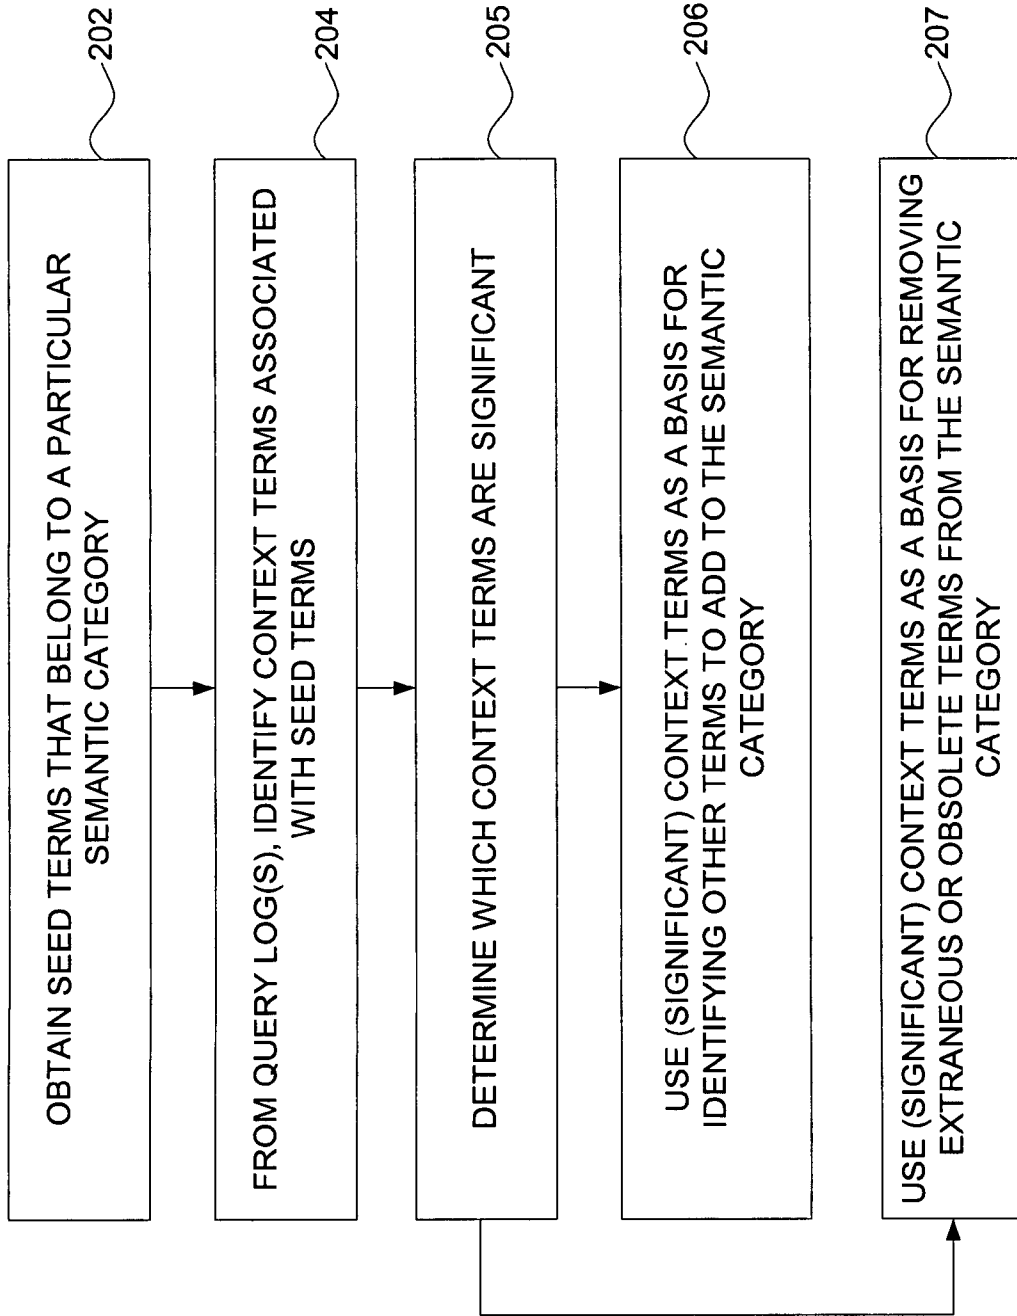 OBTAIN SEED TERMS THAT BELONG TO A PARTICULAR
SEMANTIC CATEGORY
202
FROM QUERY LOG(S), IDENTIFY CONTEXT TERMS ASSOCIATED
WITH SEED TERMS
204
DETERMINE WHICH CONTEXT TERMS ARE SIGNIFICANT
205
USE (SIGNIFICANT) CONTEXT TERMS AS A BASIS FOR
IDENTIFYING OTHER TERMS TO ADD TO THE SEMANTIC
CATEGORY
206
USE (SIGNIFICANT) CONTEXT TERMS AS A BASIS FOR REMOVING
EXTRANEOUS OR OBSOLETE TERMS FROM THE SEMANTIC
CATEGORY
207